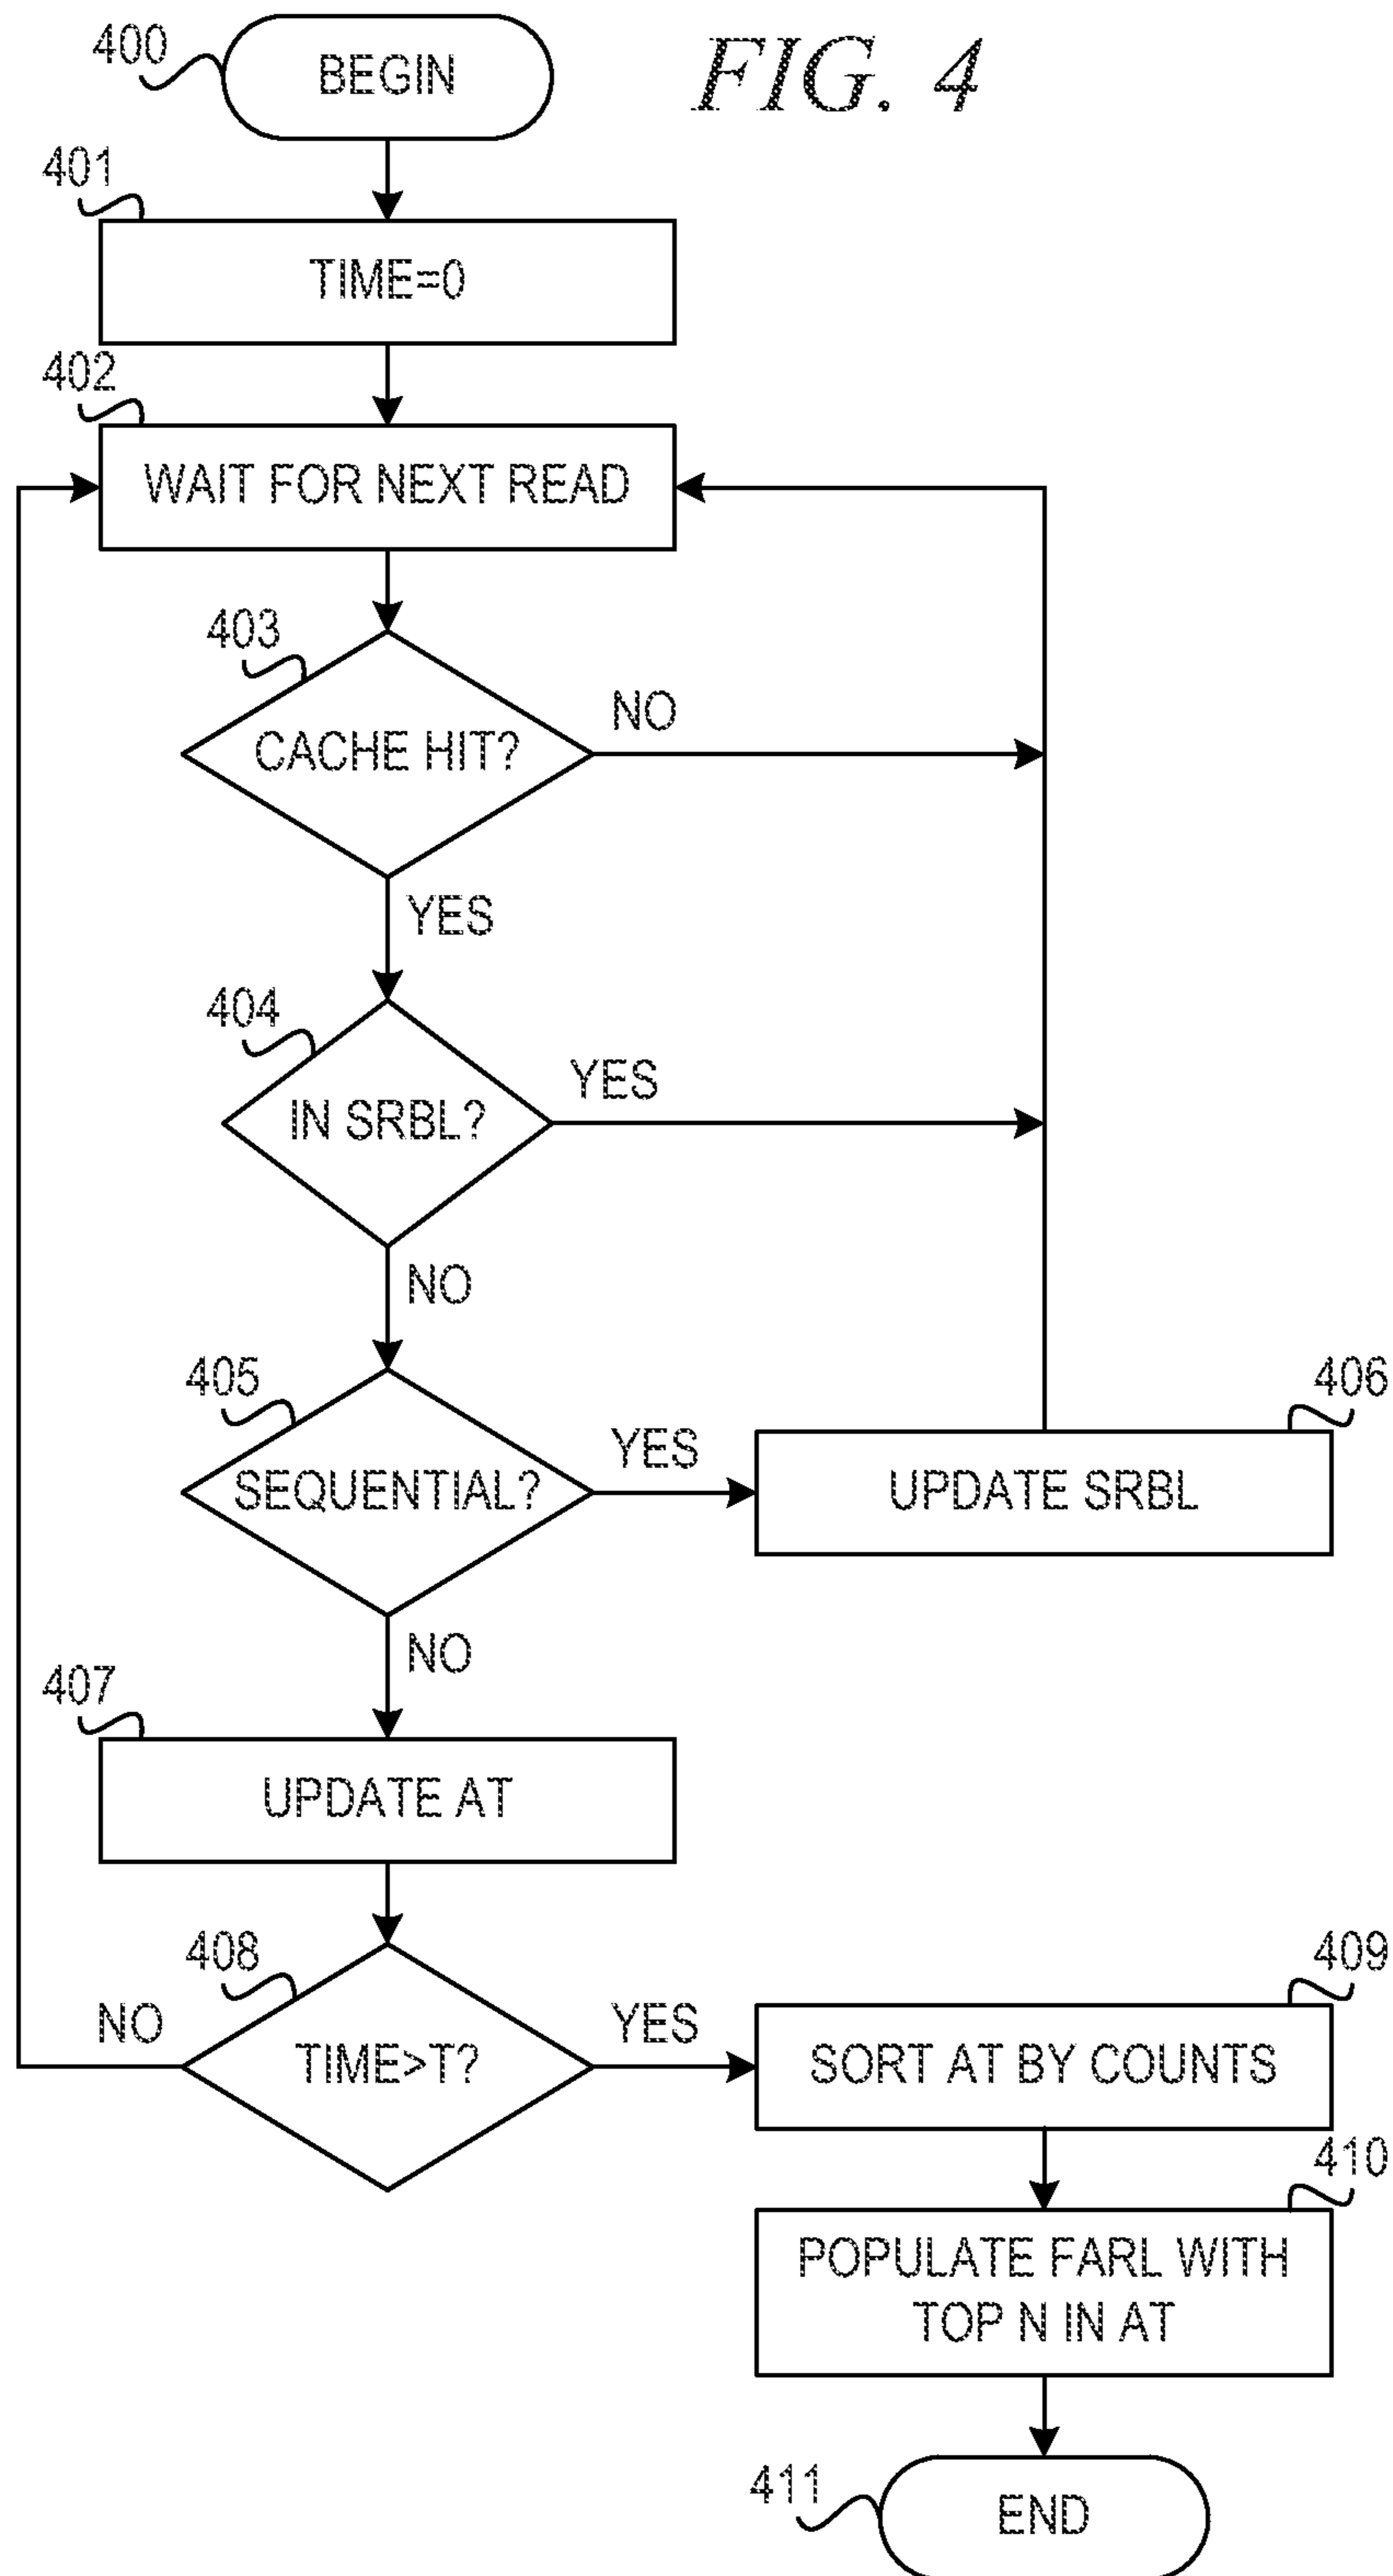 400
BEGIN
FIG. 4
401
TIME=0
402
WAIT FOR NEXT READ
403
CACHE HIT?
NO
YES
404
IN SRBL?
YES
NO
405
SEQUENTIAL?
YES
406
UPDATE SRBL
NO
407
UPDATE AT
408
NO
TIME>T?
YES
409
SORT AT BY COUNTS
410
POPULATE FARL WITH
TOP N IN AT
411
END